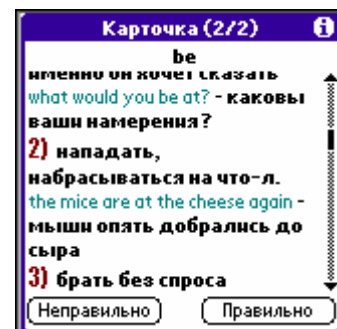 Карточка (2/2)
be
именно он хочет сказать
what would you be at? - каковы
ваши намерения?
2) нападать,
набрасываться на что-л.
the mice are at the cheese again -
мыши опять добрались до
сыра
3) брать без спроса
Неправильно Правильно